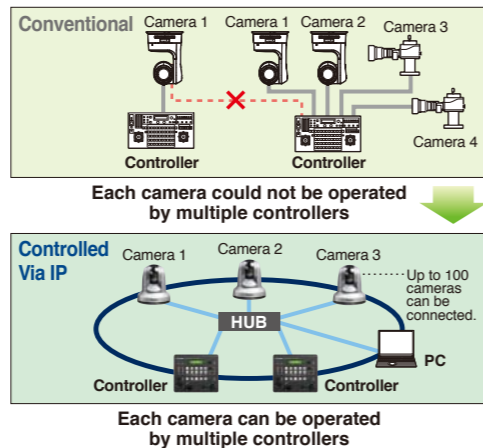 Conventional
Camera 1
Camera 1
Camera 2
Camera 3
Camera 4
Controller
Controller
Each camera could not be operated
by multiple controllers
Controlled
Via IP
Camera 1
Camera 2
Camera 3
Up to 100
cameras
can be
connected.
HUB
PC
Controller
Controller
Each camera can be operated
by multiple controllers